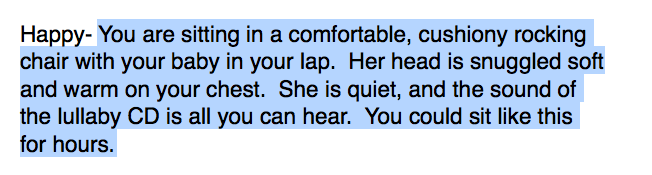 Happy- You are sitting in a comfortable, cushiony rocking
chair with your baby in your lap.  Her head is snuggled soft
and warm on your chest.  She is quiet, and the sound of
the lullaby CD is all you can hear.  You could sit like this
for hours.